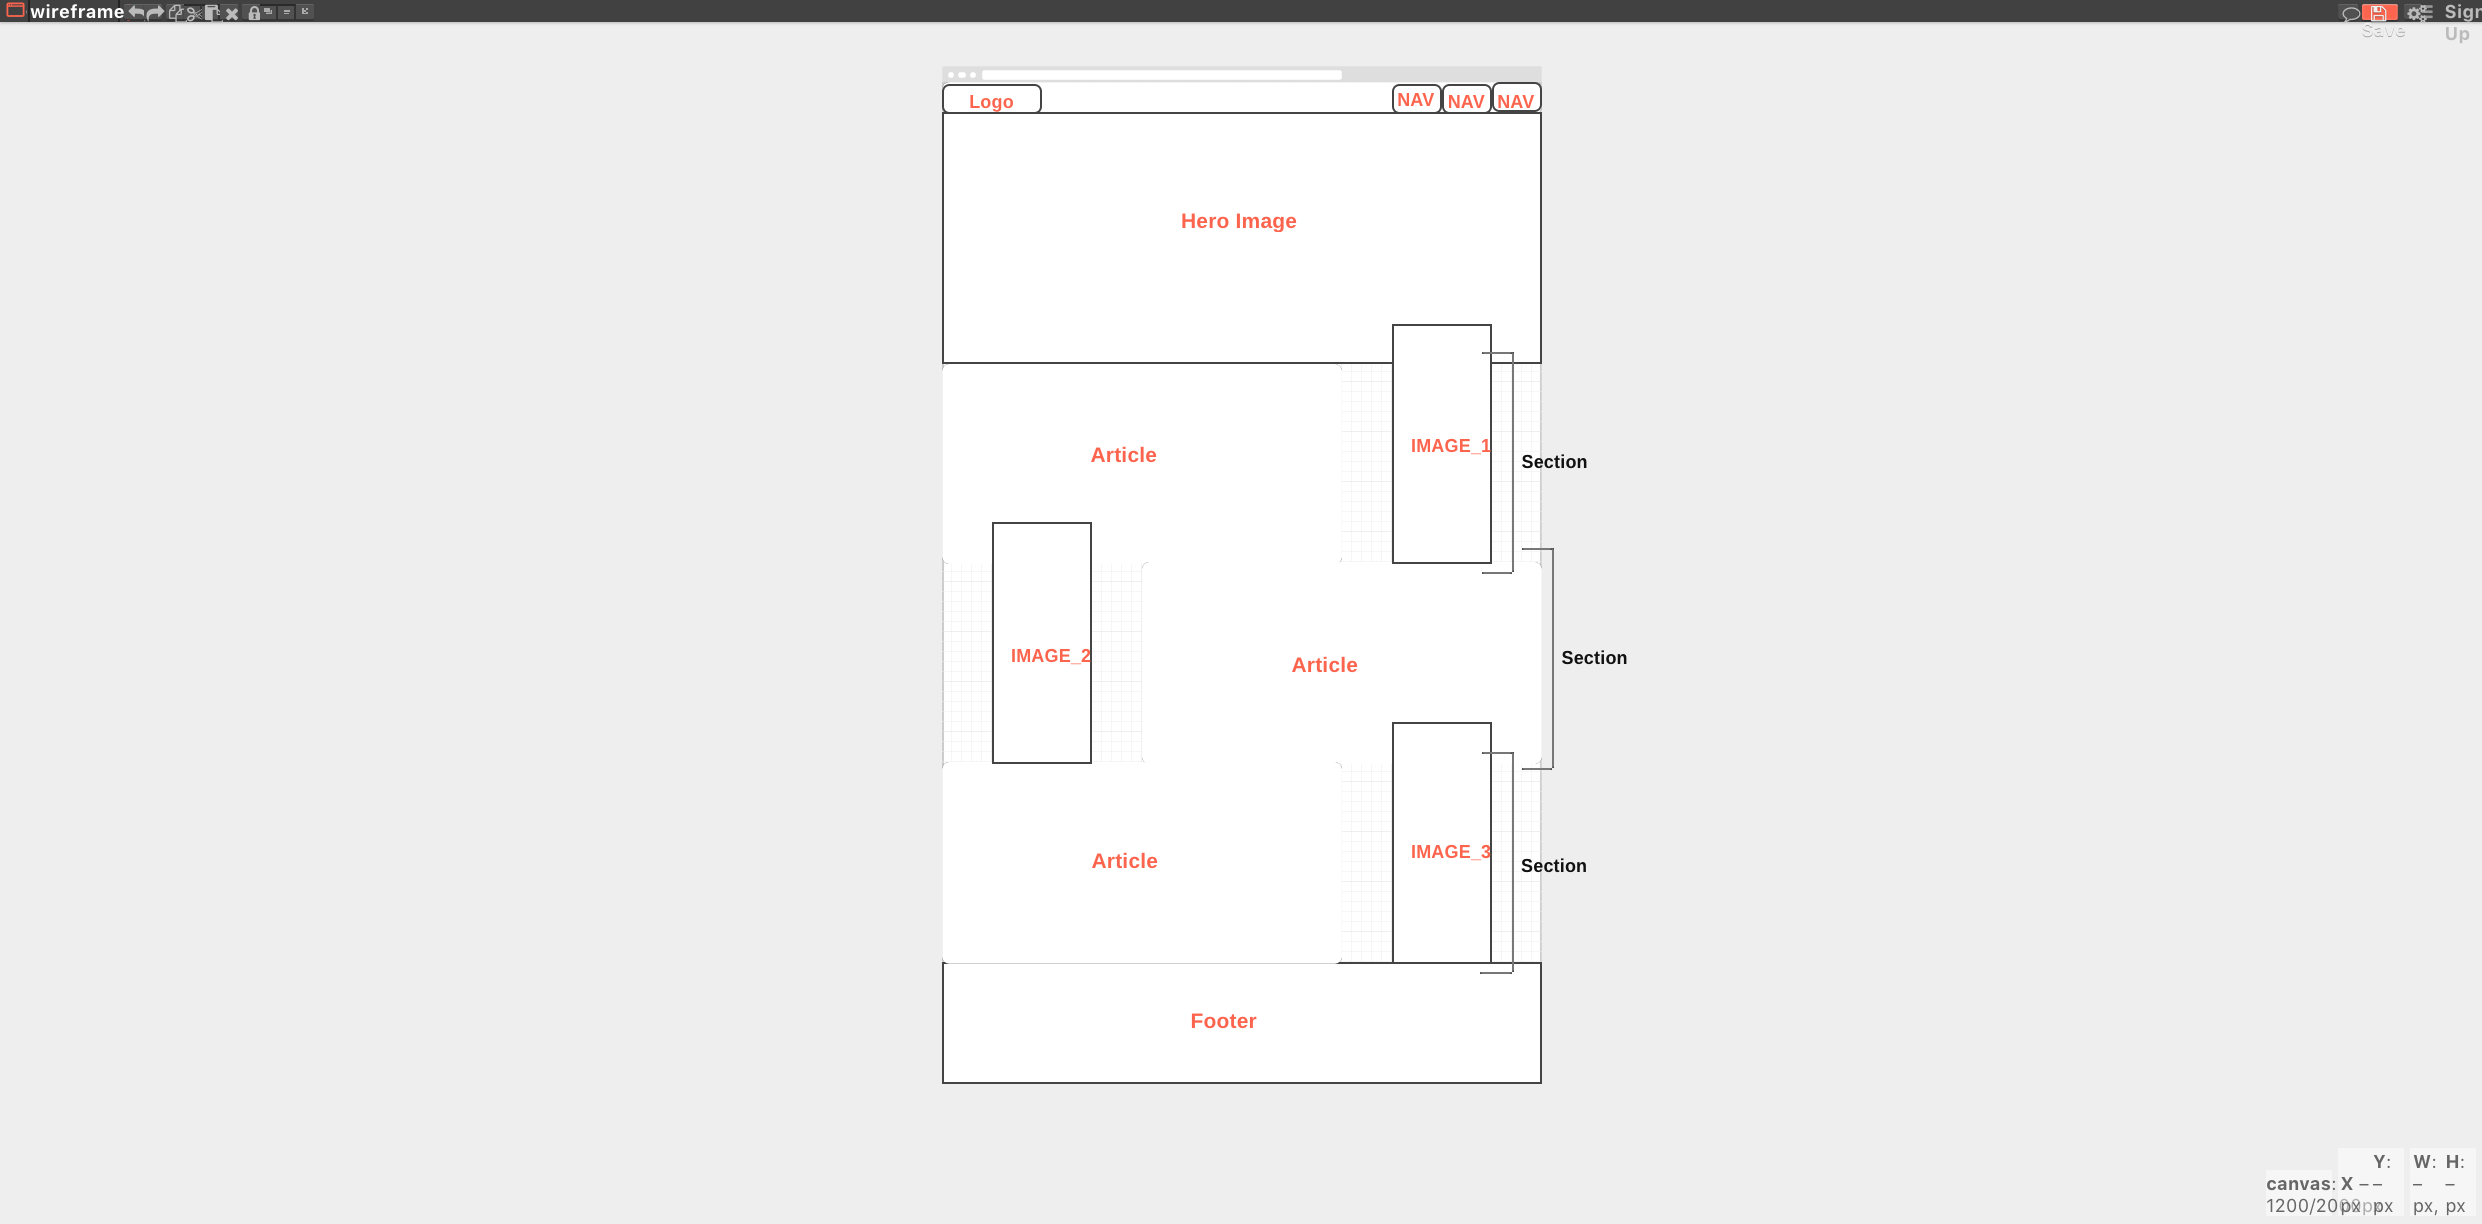 wireframe
Sign
Save
Up
Logo
NAV
NAV
NAV
Hero Image
Article
IMAGE_1
Section
IMAGE_2
Article
Section
Article
IMAGE_3
Section
Footer
Y: W: H:
canvas: X – – – –
1200/2000px px px, px